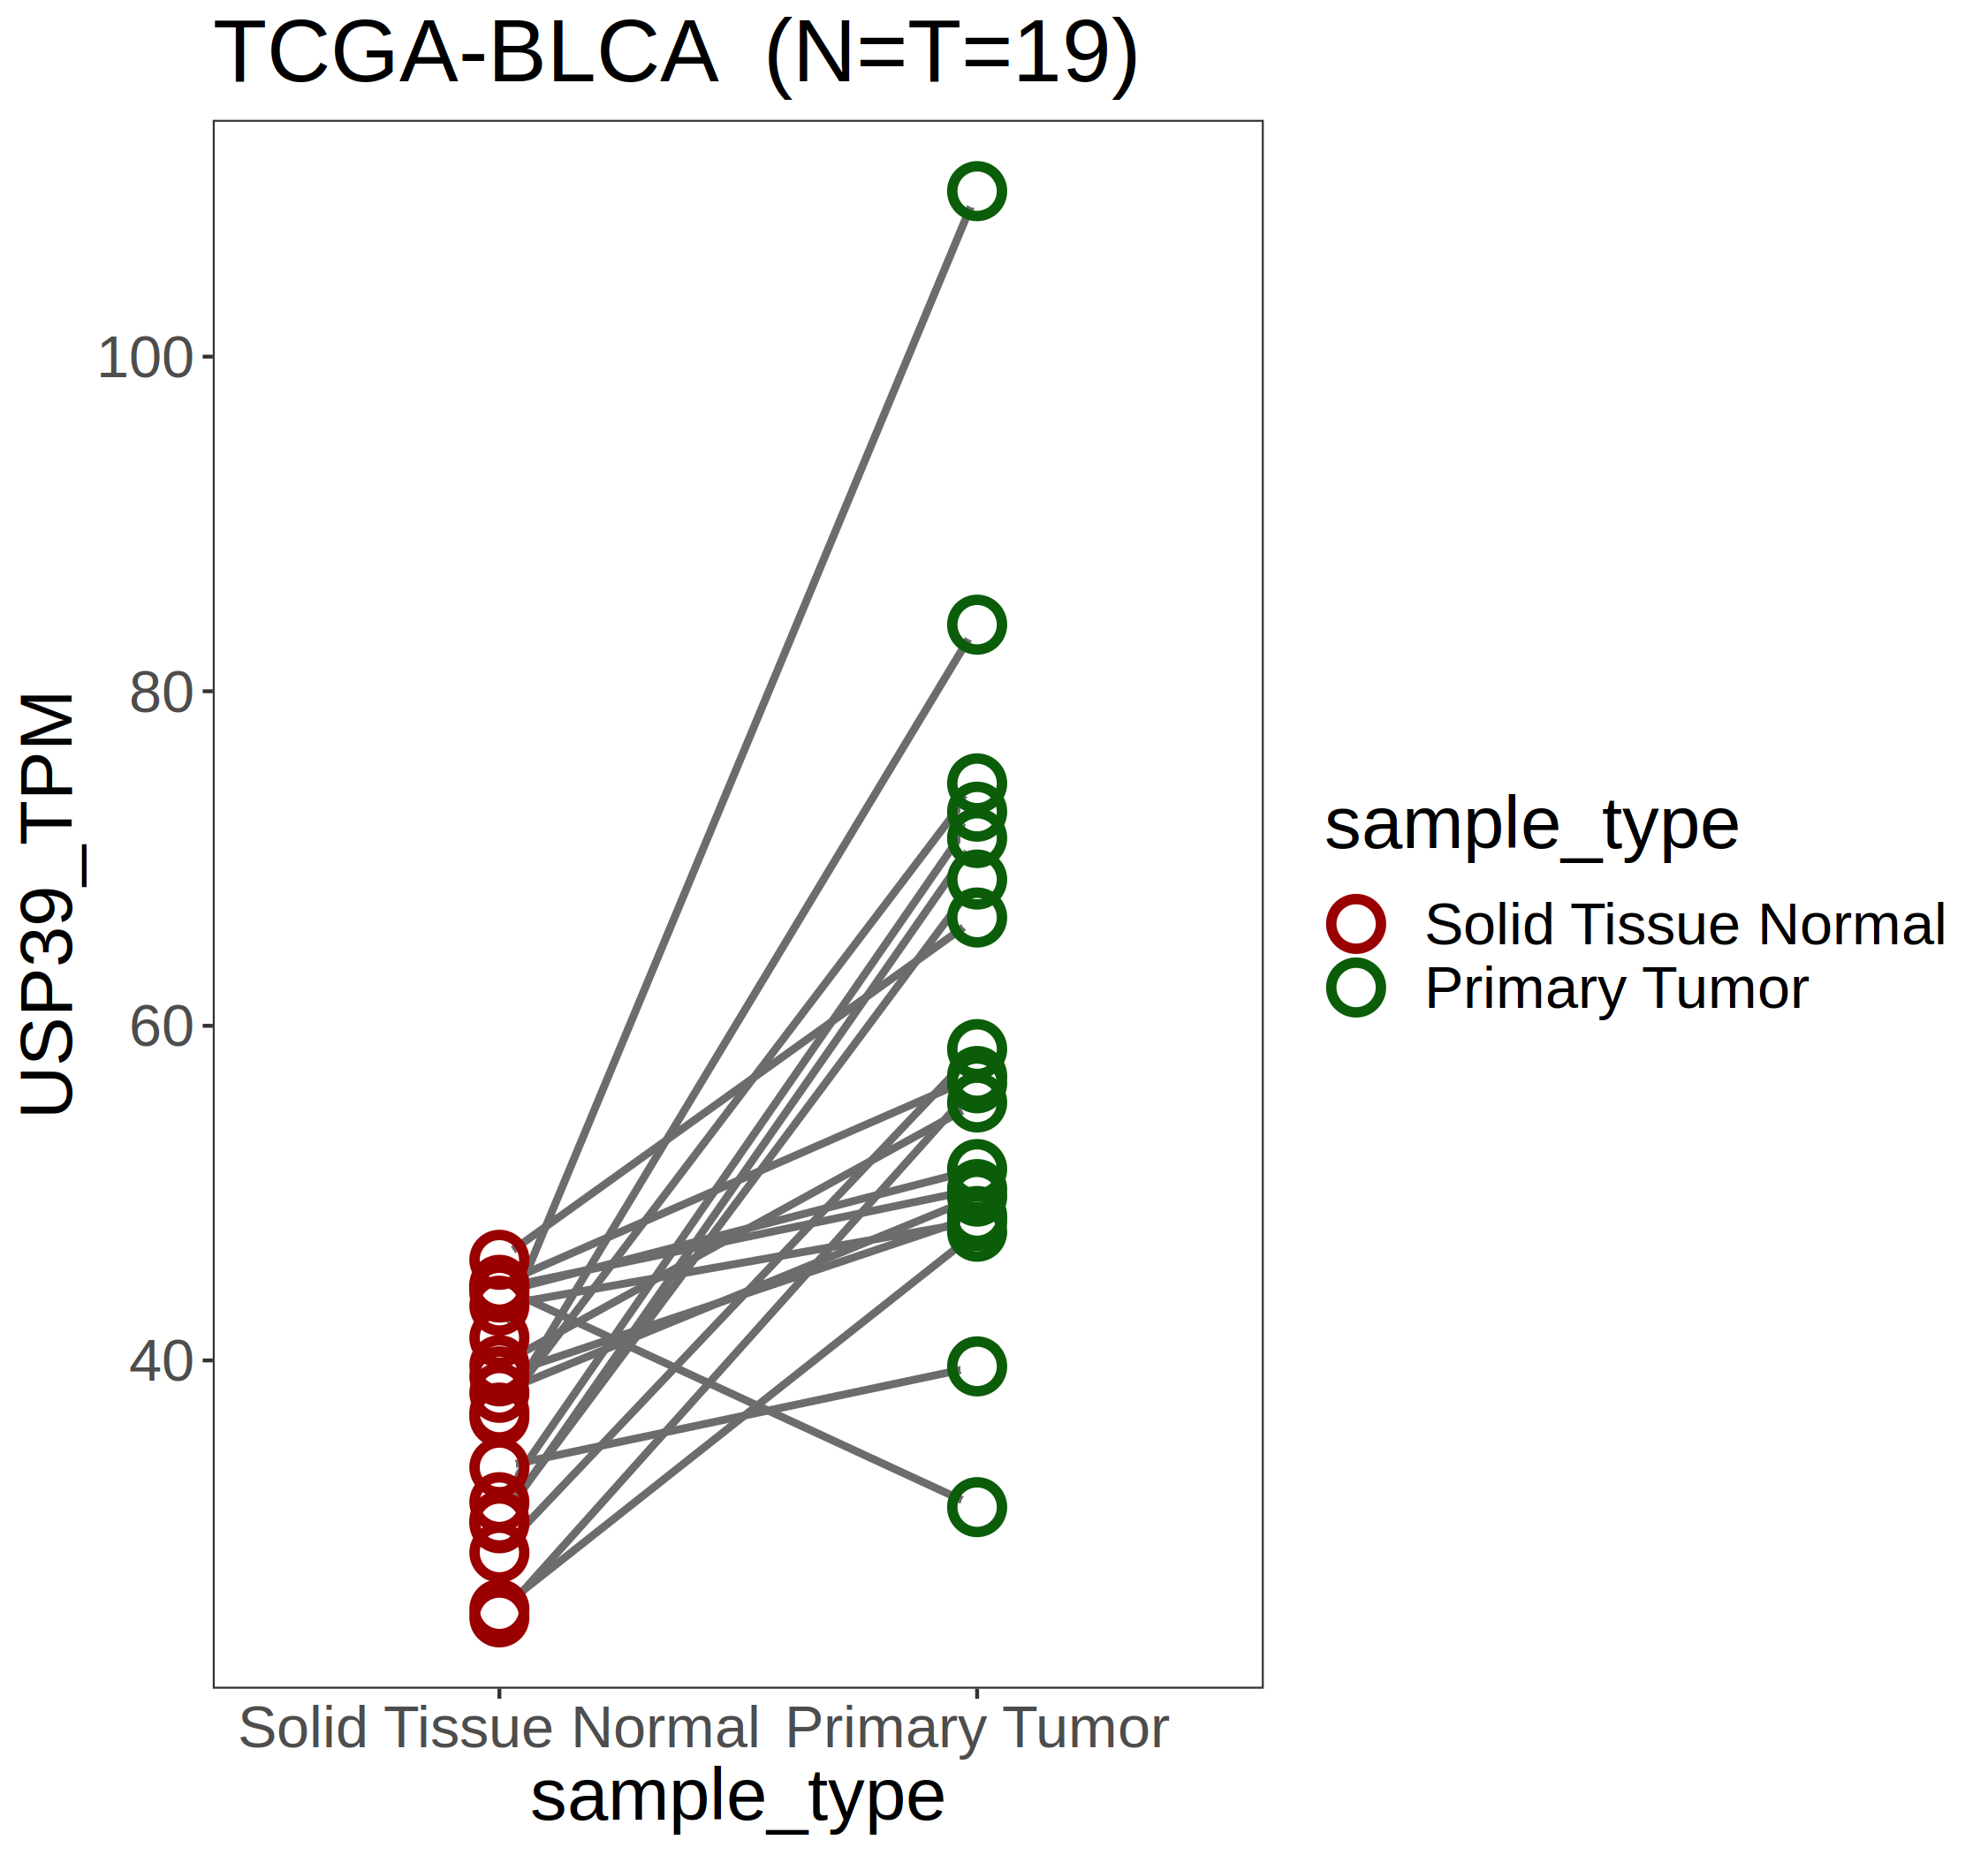 TCGA-BLCA  (N=T=19)
USP39_TPM
100
80
60
40
Solid Tissue Normal
Primary Tumor
sample_type
sample_type
Solid Tissue Normal
Primary Tumor